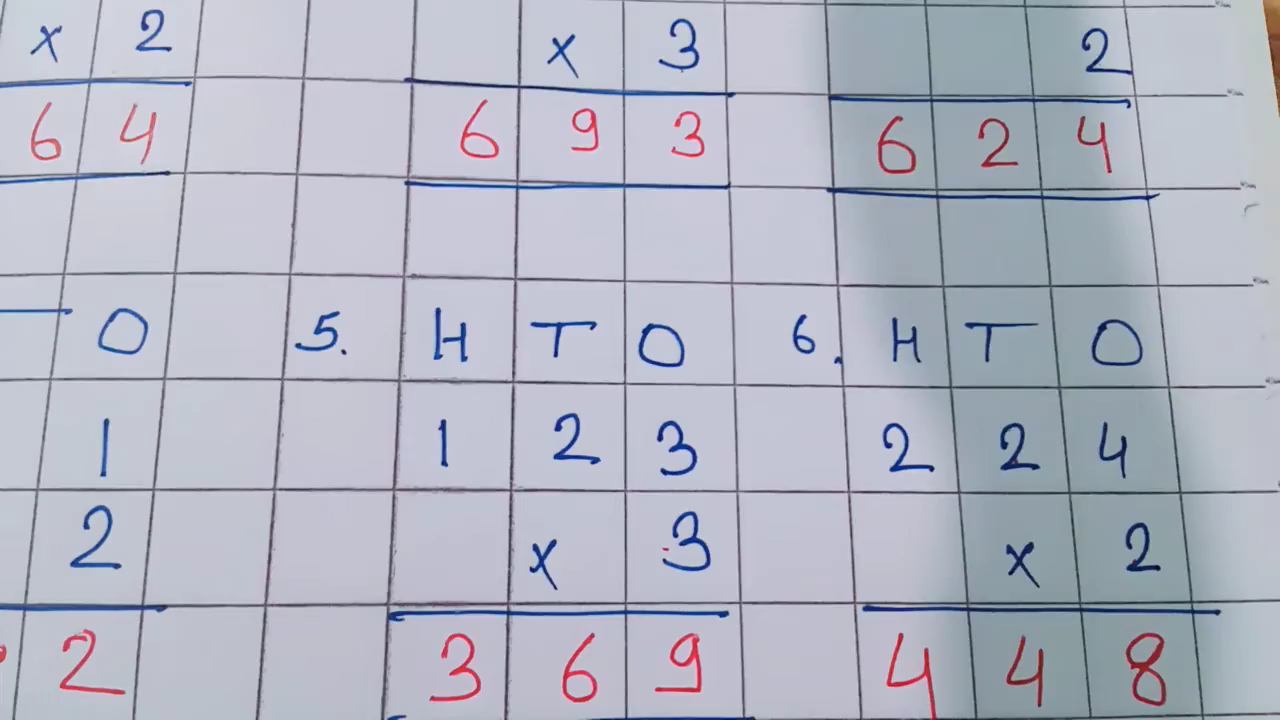 x 2 x 3 2
6 4 6 9 3 6 2 4
O 5. H T O 6. H T O
1 1 2 3 2 2 4
2 x 3 x 2
2 3 6 9 4 4 8